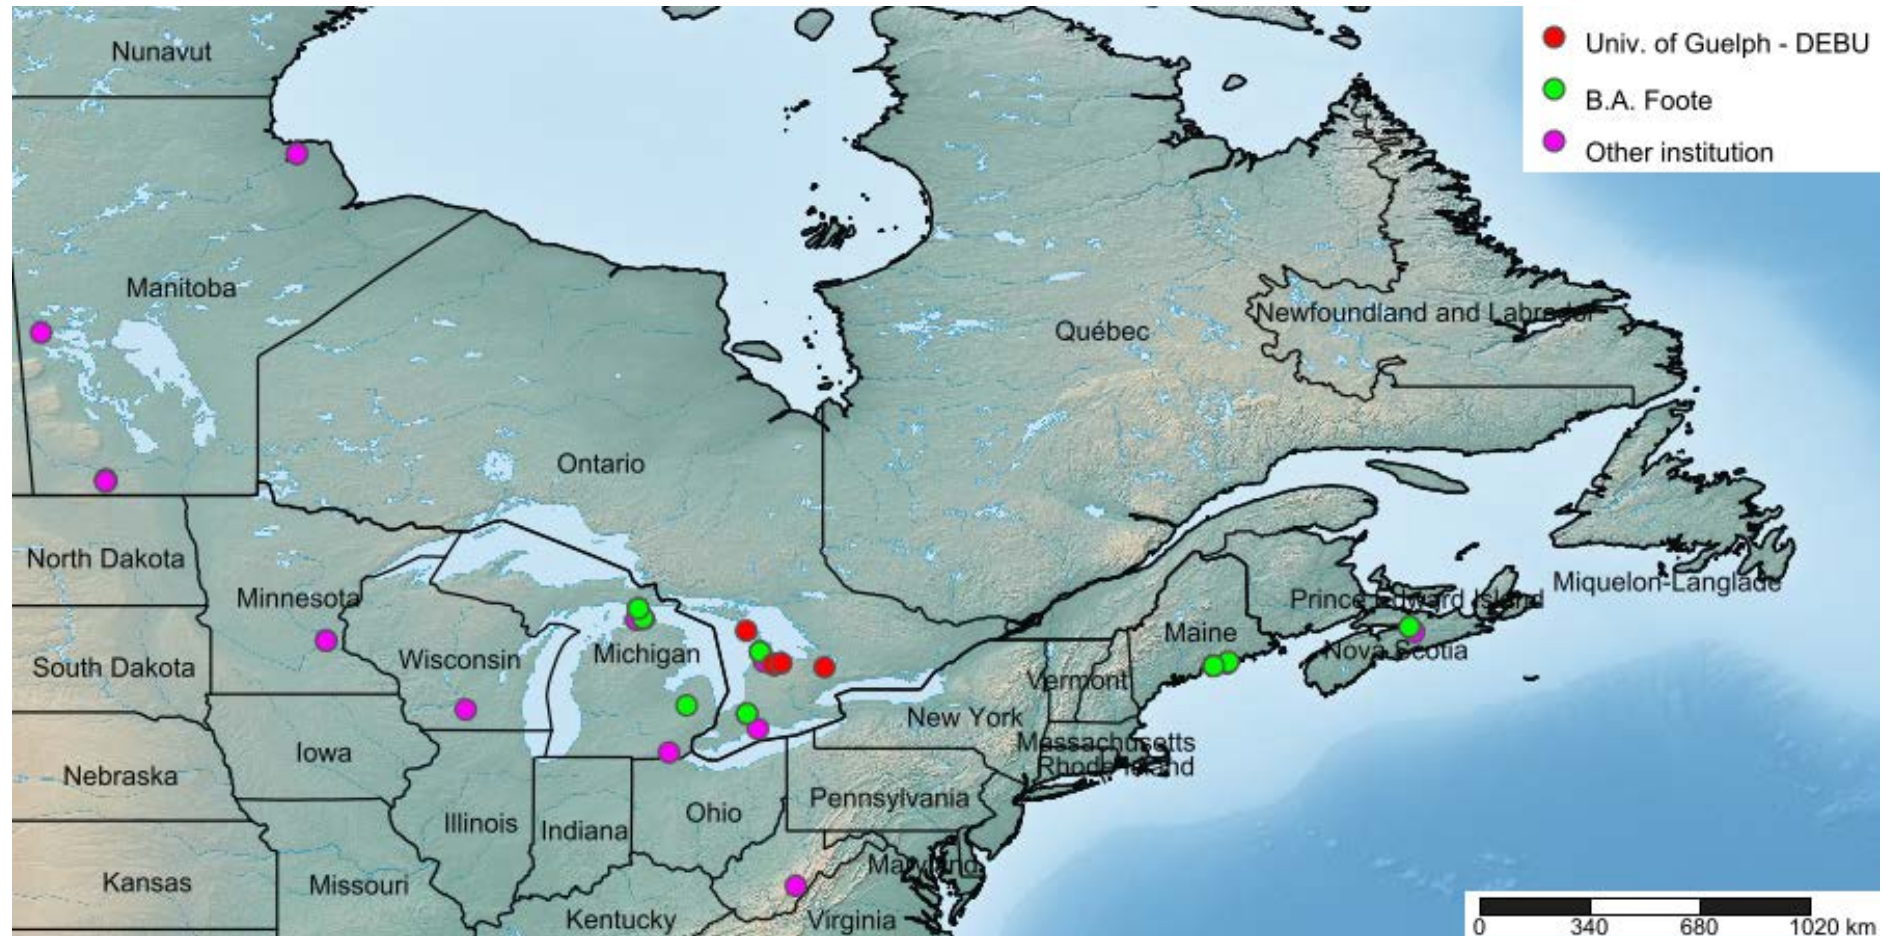 Nunavut
Univ. of Guelph - DEBU
B.A. Foote
Other institution
Manitoba
Newfoundland and Labrador
Québec
Ontario
North Dakota
Minnesota
Prince Edward Island
Miquelon-Langlade
Maine
Nova Scotia
South Dakota
Wisconsin
Michigan
Vermont
New York
Massachusetts
Rhode Island
Iowa
Nebraska
Pennsylvania
Ohio
Illinois
Indiana
Maryland
Kansas
Missouri
Kentucky
Virginia
0 340 680 1020 km